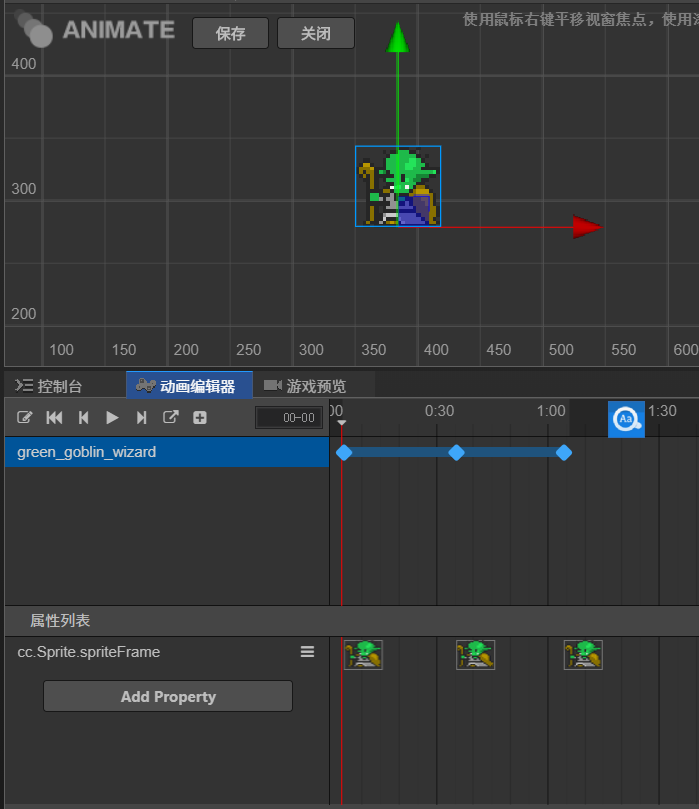 ANIMATE 保存 关闭 使用鼠标右键平移视窗焦点，使用
400
300
200
100 150 200 250 300 350 400 450 500 550 600
控制台 动画编辑器 游戏预览
00-00 :00 0:30 1:00 1:30
Aa
green_goblin_wizard
属性列表
cc.Sprite.spriteFrame
Add Property